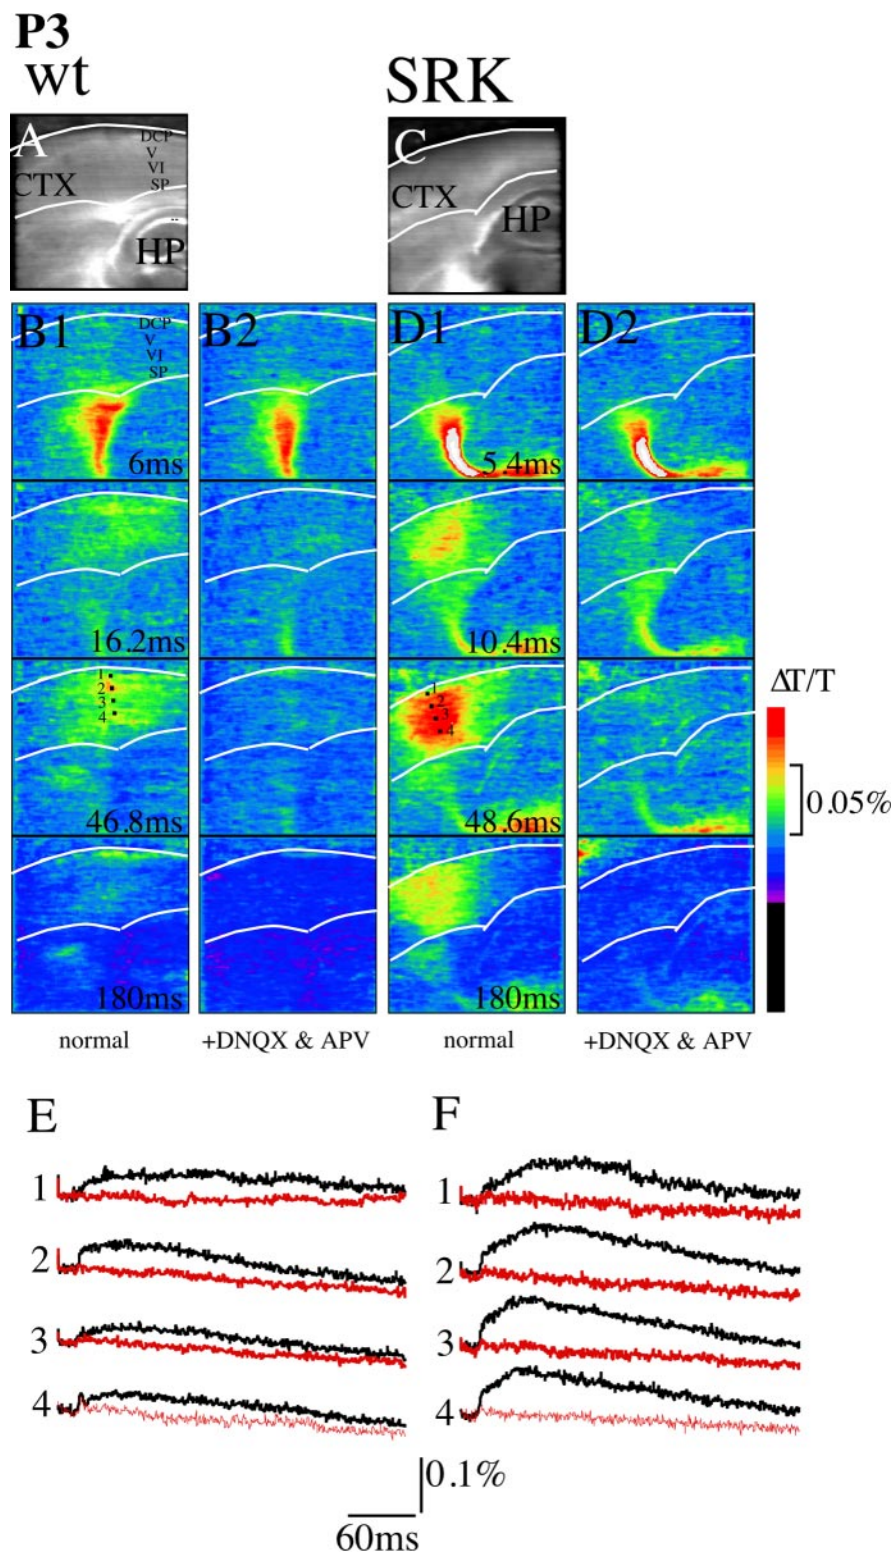 P3
wt
SRK
A
DCP
V
VI
SP
CTX
HP
C
CTX
HP
B1
DCP
V
VI
SP
6ms
B2
D1
5.4ms
D2
16.2ms
10.4ms
1
2
3
4
46.8ms
1
2
3
4
48.6ms
ΔT/T
0.05%
180ms
180ms
normal
+DNQX & APV
normal
+DNQX & APV
E
F
1
1
2
2
3
3
4
4
0.1%
60ms